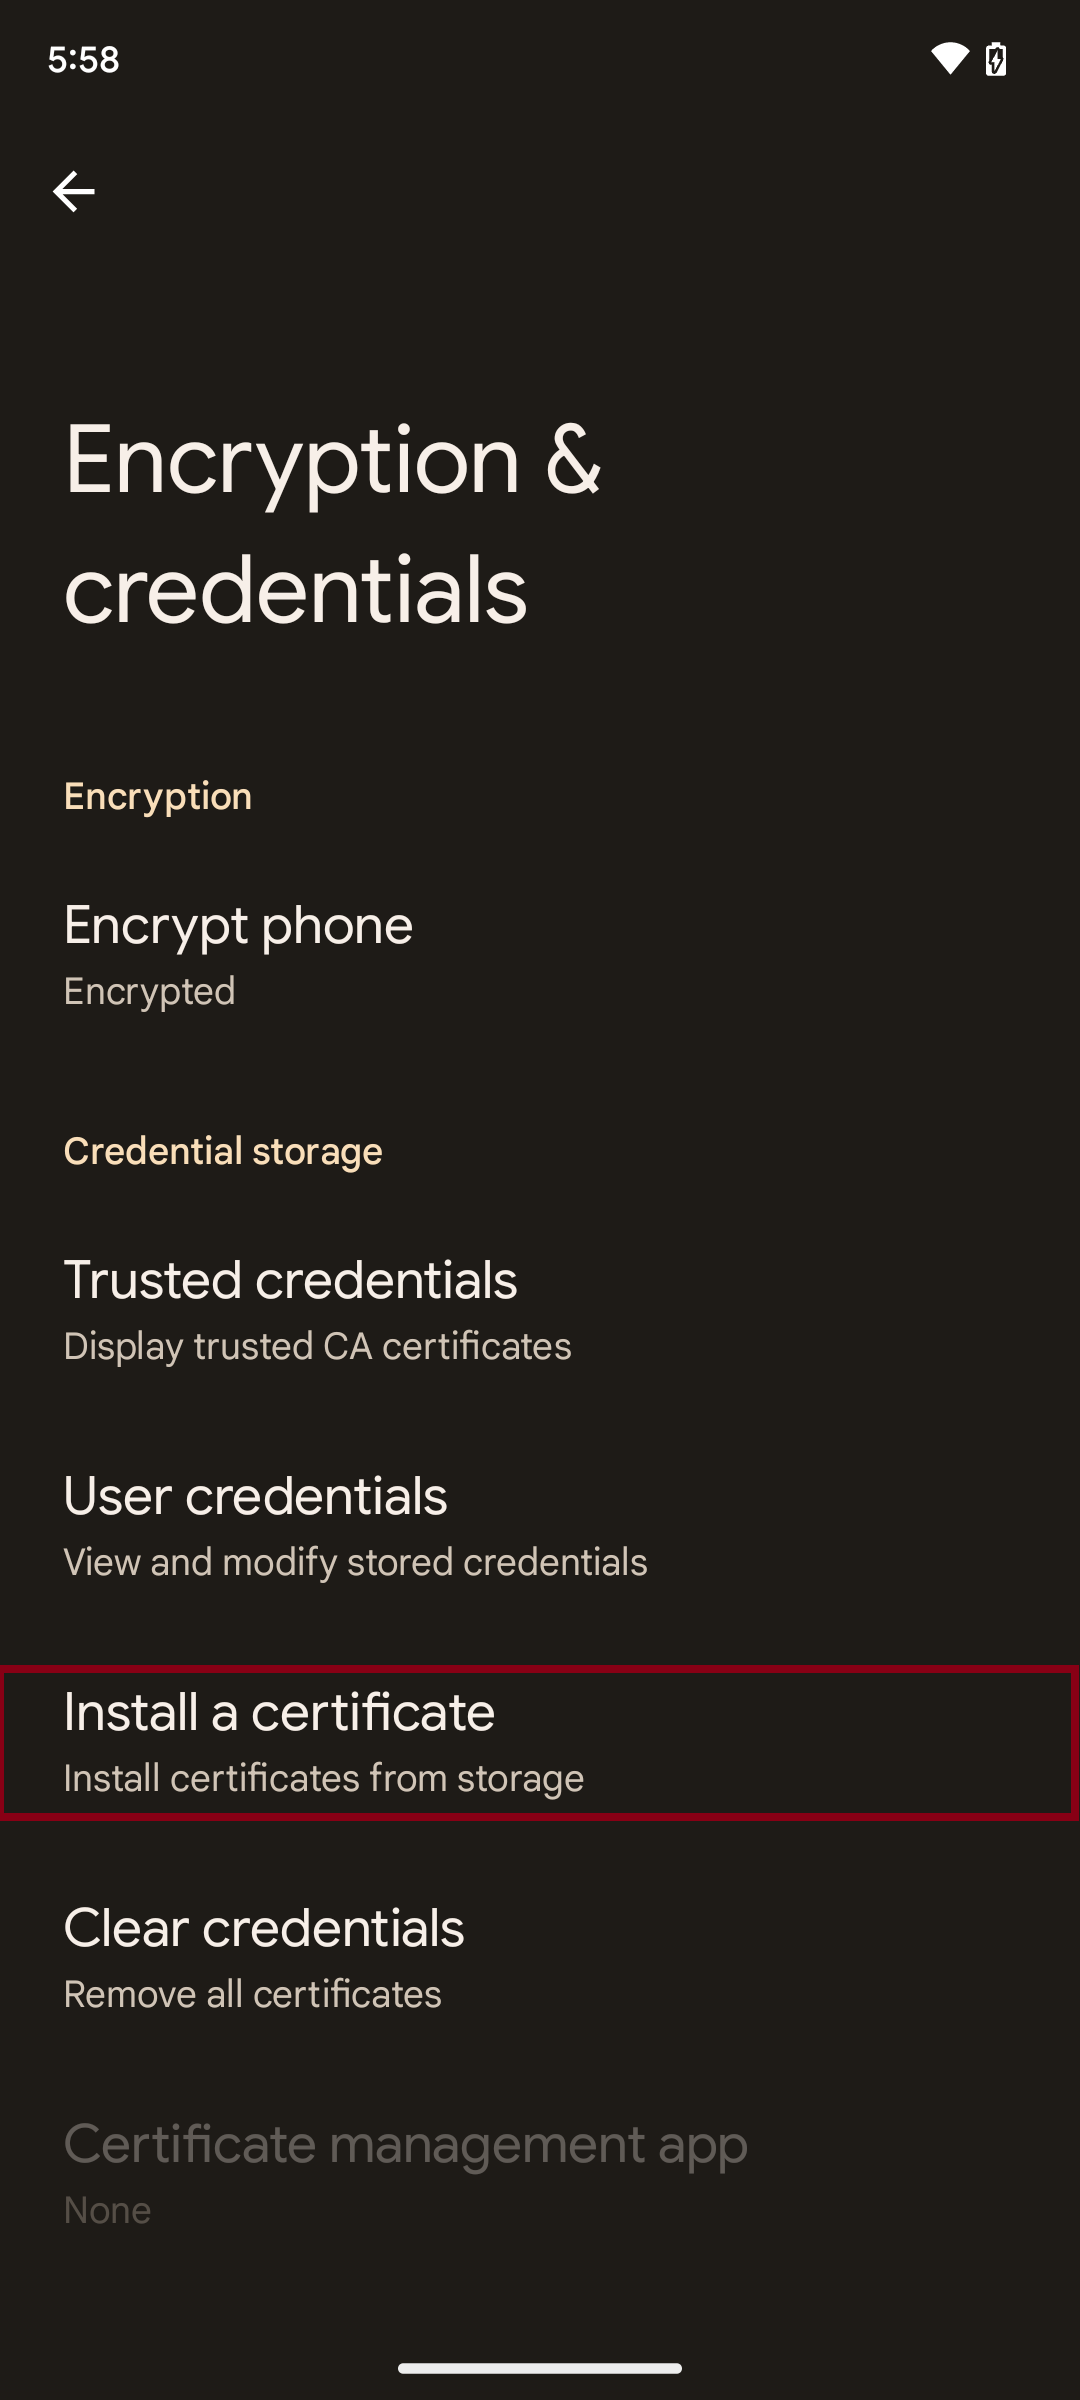 5:58
Encryption &
credentials
Encryption
Encrypt phone
Encrypted
Credential storage
Trusted credentials
Display trusted CA certificates
User credentials
View and modify stored credentials
Install a certificate
Install certificates from storage
Clear credentials
Remove all certificates
Certificate management app
None